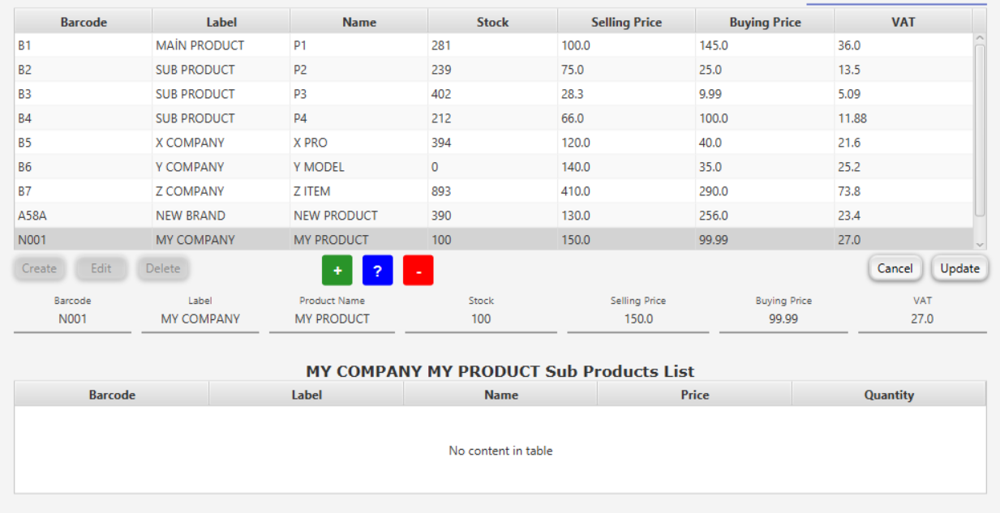 Barcode Label Name Stock Selling Price Buying Price VAT
B1 MAİN PRODUCT P1 281 100.0 145.0 36.0
B2 SUB PRODUCT P2 239 75.0 25.0 13.5
B3 SUB PRODUCT P3 402 28.3 9.99 5.09
B4 SUB PRODUCT P4 212 66.0 100.0 11.88
B5 X COMPANY X PRO 394 120.0 40.0 21.6
B6 Y COMPANY Y MODEL 0 140.0 35.0 25.2
B7 Z COMPANY Z ITEM 893 410.0 290.0 73.8
A58A NEW BRAND NEW PRODUCT 390 130.0 256.0 23.4
N001 MY COMPANY MY PRODUCT 100 150.0 99.99 27.0
Create Edit Delete + ? - Cancel Update
Barcode Label Product Name Stock Selling Price Buying Price VAT
N001 MY COMPANY MY PRODUCT 100 150.0 99.99 27.0
MY COMPANY MY PRODUCT Sub Products List
Barcode Label Name Price Quantity
No content in table